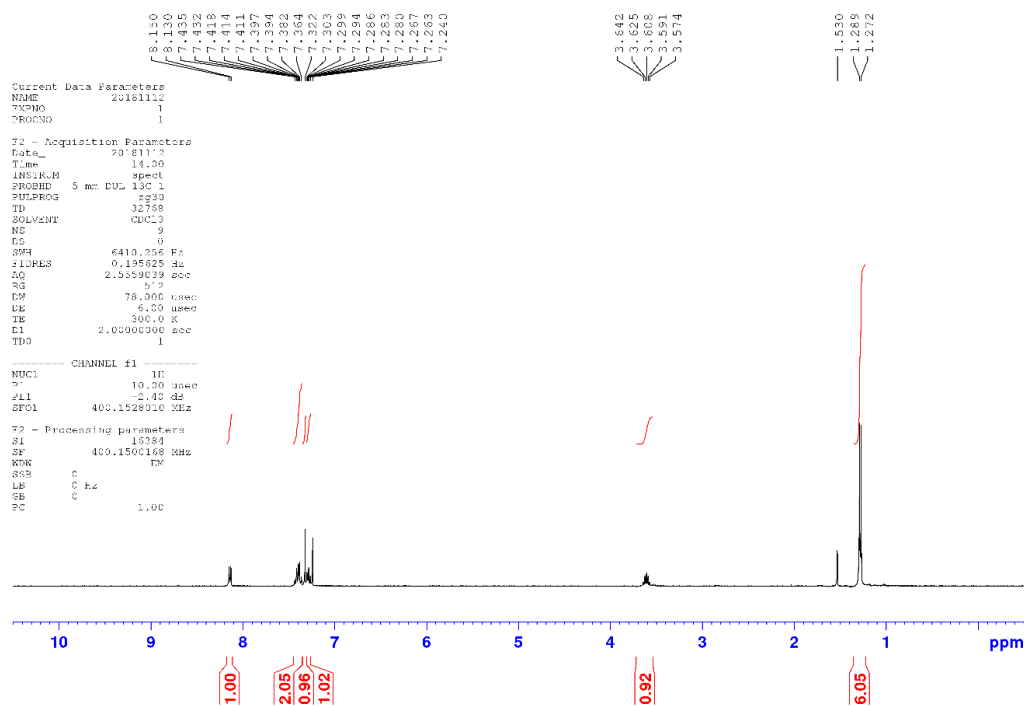 8.150
8.130
7.435
7.432
7.418
7.414
7.411
7.397
7.394
7.382
7.364
7.322
7.303
7.299
7.294
7.286
7.283
7.280
7.267
7.263
7.240
3.642
3.625
3.608
3.591
3.574
1.530
1.289
1.272
Current Data Parameters
NAME 20181112
EXPNO 1
PROCNO 1
F2 - Acquisition Parameters
Date_ 20181112
Time 14.00
INSTRUM spect
PROBHD 5 mm DUL 13C 1
PULPROG zg30
TD 32768
SOLVENT CDCl3
NS 9
DS 0
SWH 6410.256 Hz
FIDRES 0.195625 Hz
AQ 2.5559039 sec
RG 512
DW 78.000 usec
DE 6.00 usec
TE 300.0 K
D1 2.00000000 sec
TD0 1
======== CHANNEL f1 ========
NUC1 1H
P1 10.00 usec
PL1 -2.40 dB
SFO1 400.1528010 MHz
F2 - Processing parameters
SI 16384
SF 400.1500168 MHz
WDW EM
SSB 0
LB 0 Hz
GB 0
PC 1.00
10 9 8 7 6 5 4 3 2 1 ppm
1.00
2.05
0.96
1.02
0.92
6.05